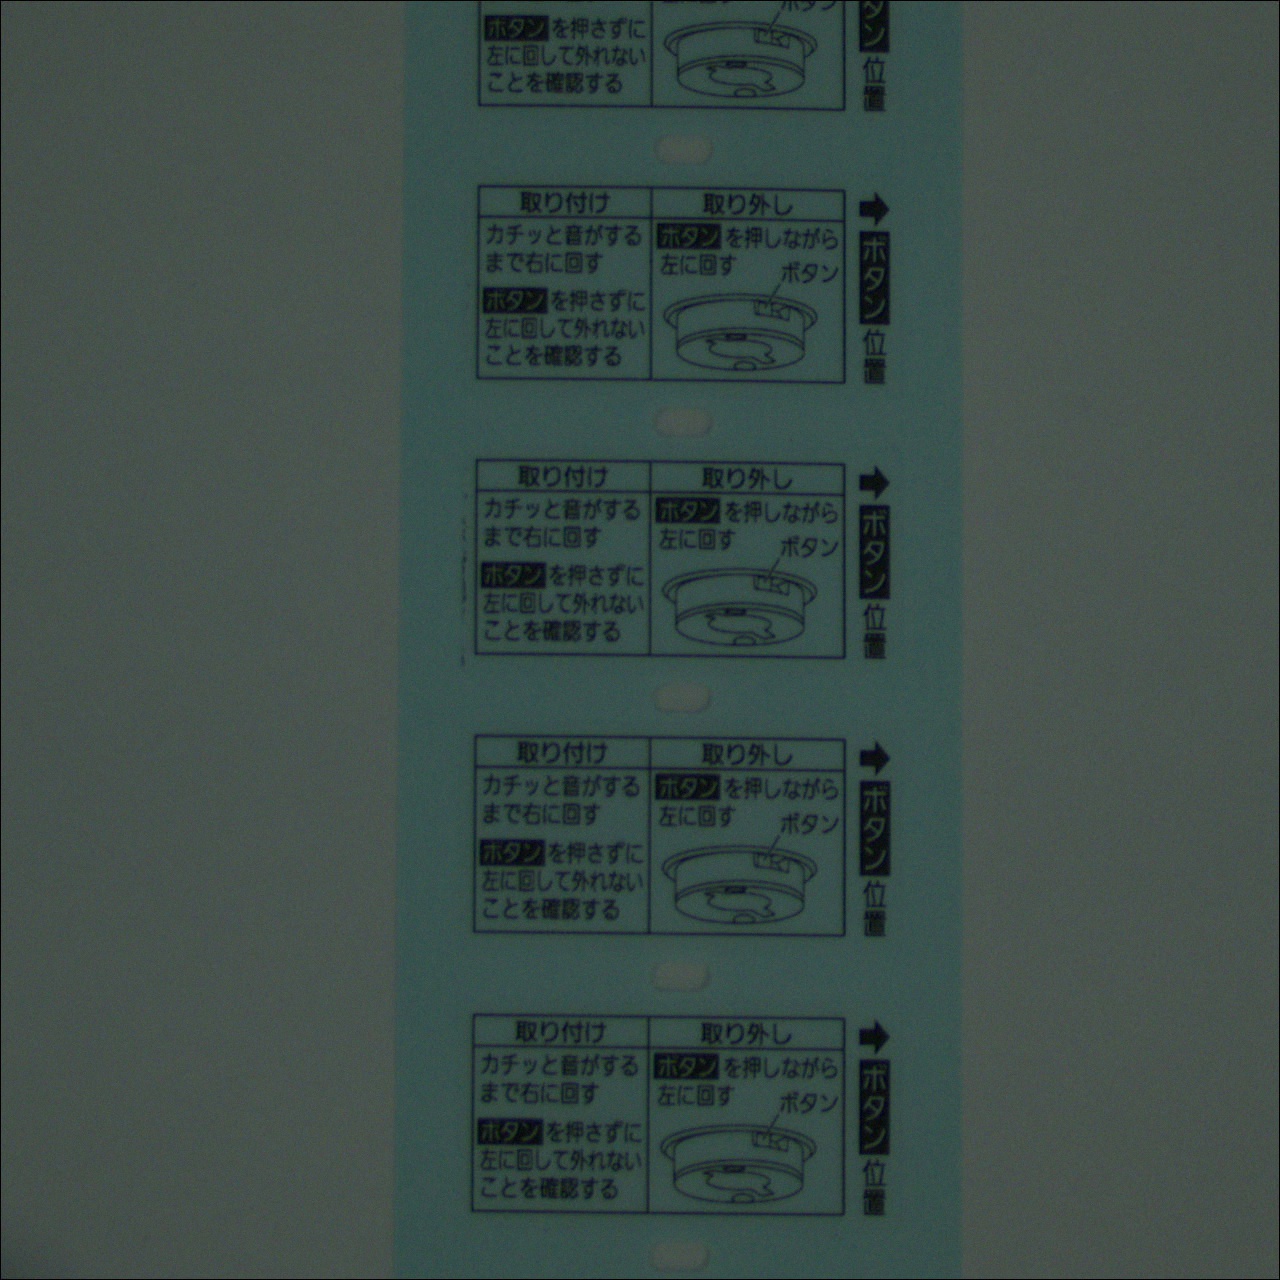 ボタンを押さずに
左に回して外れない
ことを確認する
ボタン
タン位置
取り付け
カチッと音がする
まで右に回す
ボタンを押さずに
左に回して外れない
ことを確認する
取り外し
ボタンを押しながら
左に回す
ボタン
➡ボタン位置
取り付け
カチッと音がする
まで右に回す
ボタンを押さずに
左に回して外れない
ことを確認する
取り外し
ボタンを押しながら
左に回す
ボタン
➡ボタン位置
取り付け
カチッと音がする
まで右に回す
ボタンを押さずに
左に回して外れない
ことを確認する
取り外し
ボタンを押しながら
左に回す
ボタン
➡ボタン位置
取り付け
カチッと音がする
まで右に回す
ボタンを押さずに
左に回して外れない
ことを確認する
取り外し
ボタンを押しながら
左に回す
ボタン
➡ボタン位置